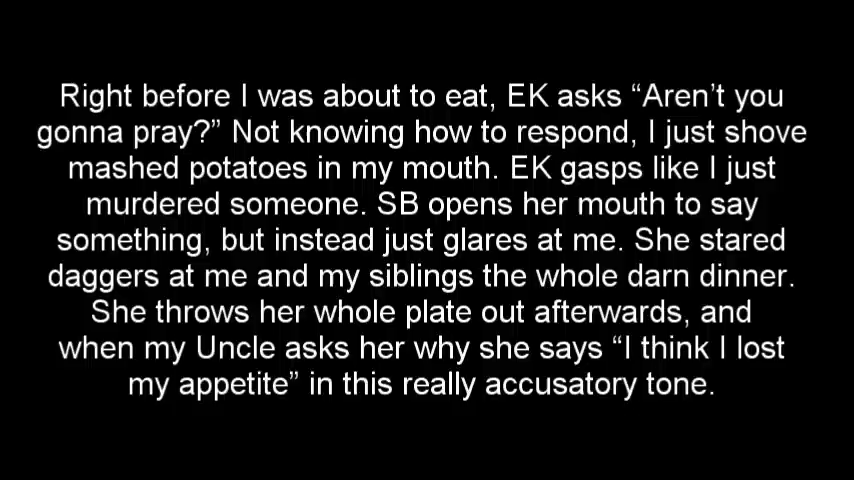 Right before I was about to eat, EK asks “Aren’t you
gonna pray?” Not knowing how to respond, I just shove
mashed potatoes in my mouth. EK gasps like I just
murdered someone. SB opens her mouth to say
something, but instead just glares at me. She stared
daggers at me and my siblings the whole darn dinner.
She throws her whole plate out afterwards, and
when my Uncle asks her why she says “I think I lost
my appetite” in this really accusatory tone.